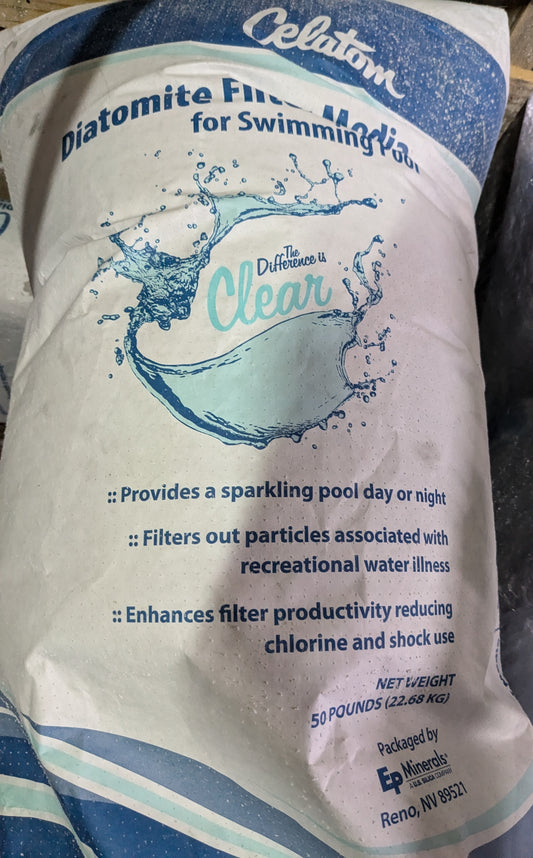 Celatom
Diatomite Filter Media
for Swimming Pool
The
Difference is
Clear
:: Provides a sparkling pool day or night
:: Filters out particles associated with
recreational water illness
:: Enhances filter productivity reducing
chlorine and shock use
NET WEIGHT
50 POUNDS (22.68 KG)
Packaged by
EP Minerals
A U.S. SILICA COMPANY
Reno, NV 89521